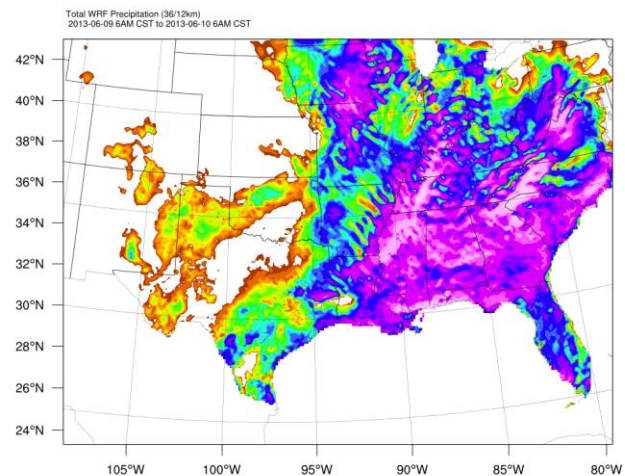 Total WRF Precipitation (36/12km)
2013-06-09 6AM CST to 2013-06-10 6AM CST
42°N
40°N
38°N
36°N
34°N
32°N
30°N
28°N
26°N
24°N
105°W 100°W 95°W 90°W 85°W 80°W